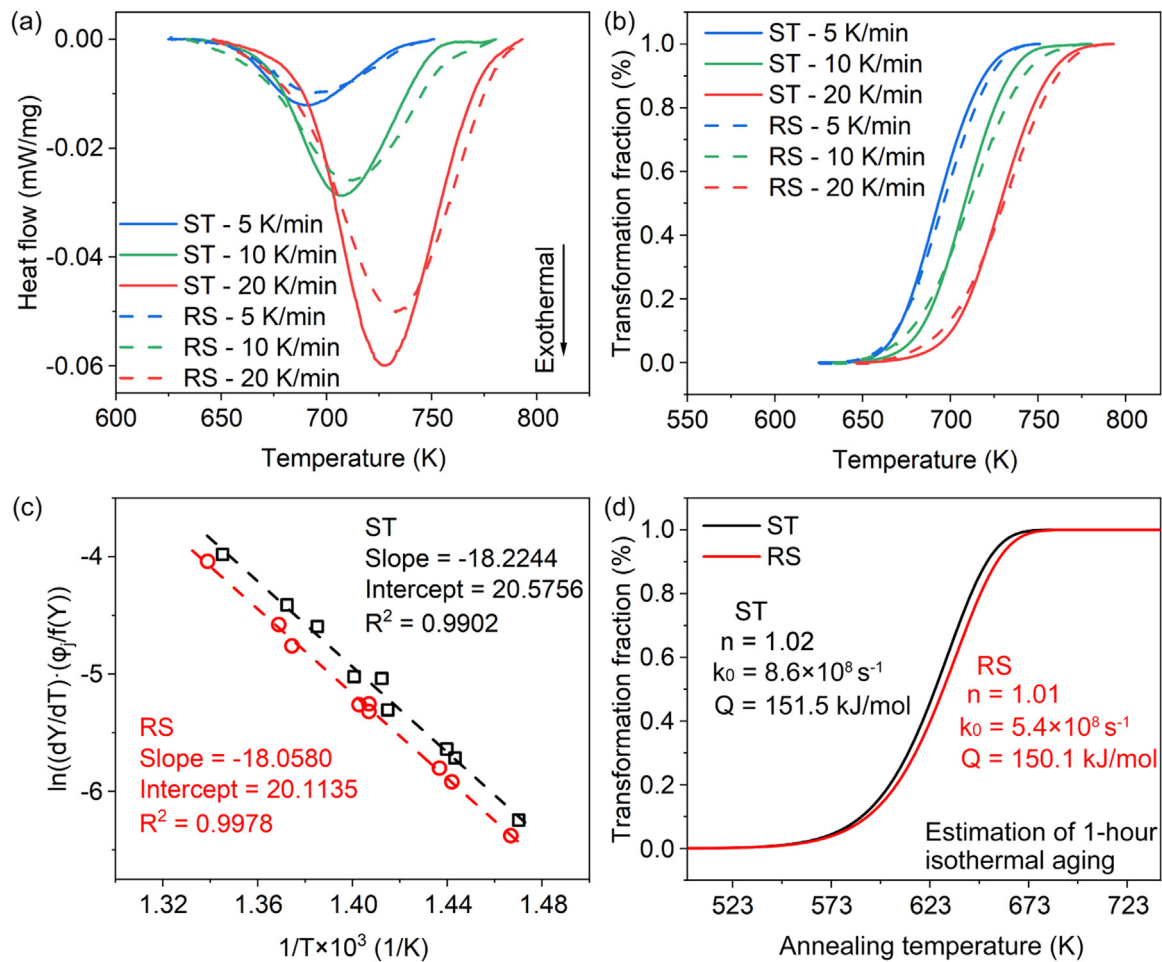 (a)
0.00
-0.02
-0.04
-0.06
Heat flow (mW/mg)
ST - 5 K/min
ST - 10 K/min
ST - 20 K/min
RS - 5 K/min
RS - 10 K/min
RS - 20 K/min
Exothermal
600 650 700 750 800
Temperature (K)
(b)
1.0
0.8
0.6
0.4
0.2
0.0
Transformation fraction (%)
ST - 5 K/min
ST - 10 K/min
ST - 20 K/min
RS - 5 K/min
RS - 10 K/min
RS - 20 K/min
550 600 650 700 750 800
Temperature (K)
(c)
-4
-5
-6
ln((dY/dT)·(φj/f(Y))
ST
Slope = -18.2244
Intercept = 20.5756
R² = 0.9902
RS
Slope = -18.0580
Intercept = 20.1135
R² = 0.9978
1.32 1.36 1.40 1.44 1.48
1/T×10³ (1/K)
(d)
1.0
0.8
0.6
0.4
0.2
0.0
Transformation fraction (%)
ST
RS
ST
n = 1.02
k₀ = 8.6×10⁸ s⁻¹
Q = 151.5 kJ/mol
RS
n = 1.01
k₀ = 5.4×10⁸ s⁻¹
Q = 150.1 kJ/mol
Estimation of 1-hour
isothermal aging
523 573 623 673 723
Annealing temperature (K)